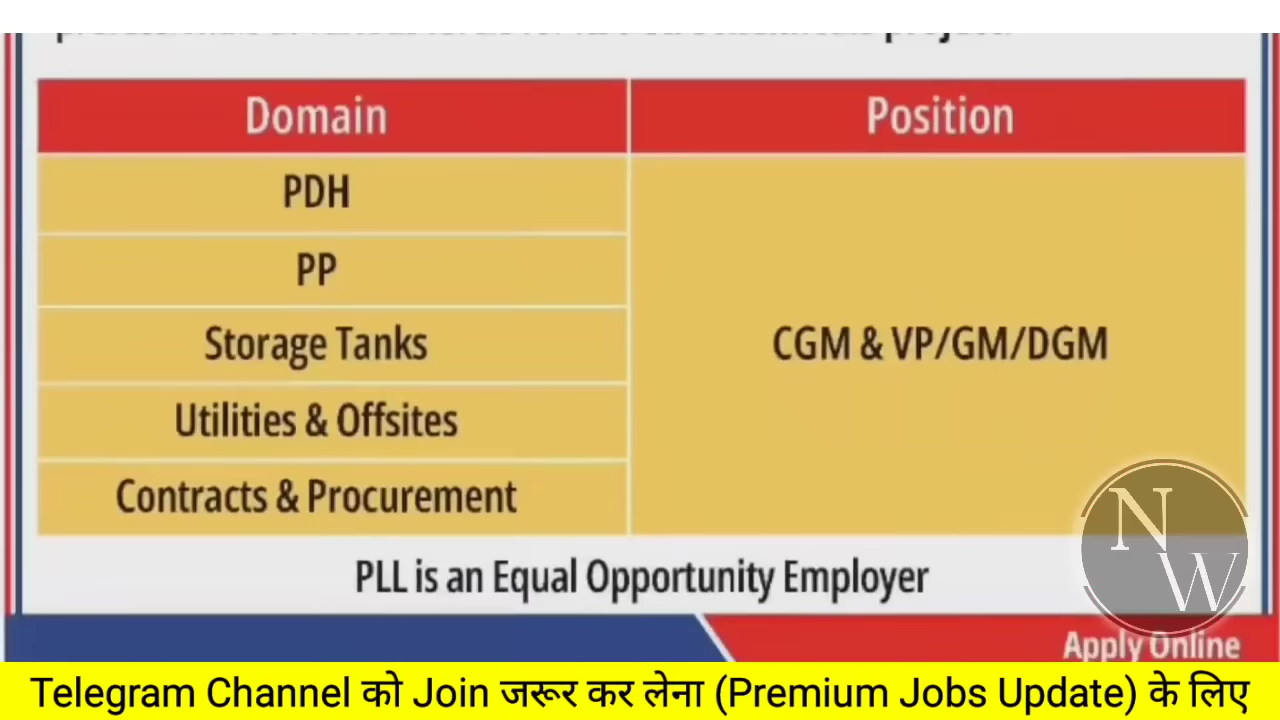 Domain
Position
PDH
PP
Storage Tanks
Utilities & Offsites
Contracts & Procurement
CGM & VP/GM/DGM
PLL is an Equal Opportunity Employer
NW
Apply Online
Telegram Channel को Join जरूर कर लेना (Premium Jobs Update) के लिए